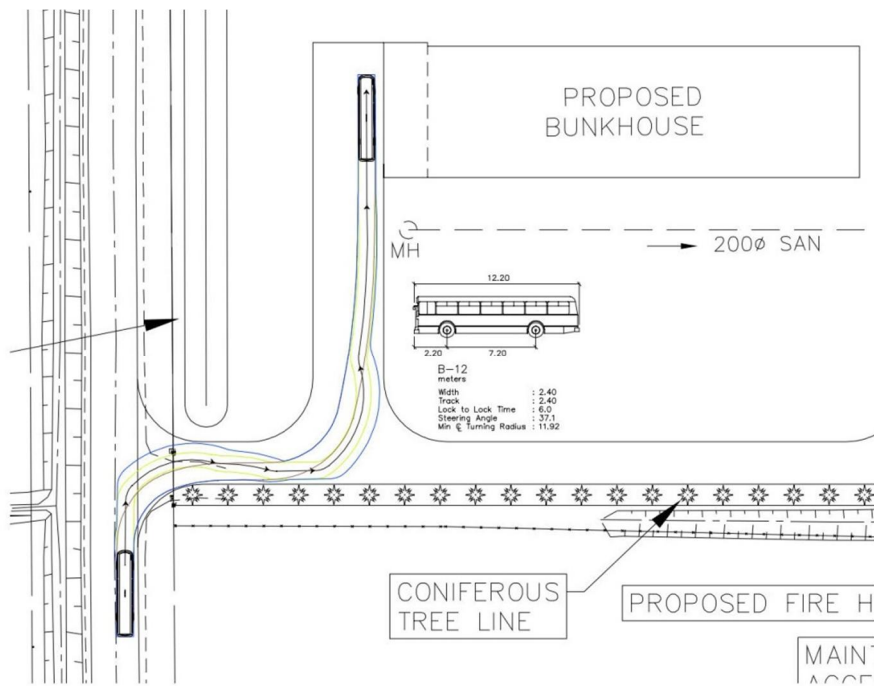 PROPOSED
BUNKHOUSE
MH
200ø SAN
12.20
2.20
7.20
B-12
meters
Width : 2.40
Track : 2.40
Lock to Lock Time : 6.0
Steering Angle : 37.1
Min ℄ Turning Radius : 11.92
CONIFEROUS
TREE LINE
PROPOSED FIRE H
MAINT
ACCE